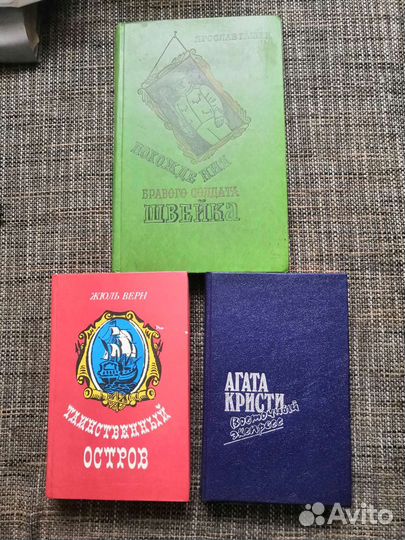 ЯРОСЛАВ ГАШЕК
ПОХОЖДЕНИЯ
БРАВОГО СОЛДАТА
ШВЕЙКА
ЖЮЛЬ ВЕРН
ТАИНСТВЕННЫЙ
ОСТРОВ
АГАТА
КРИСТИ
Восточный
экспресс
Avito